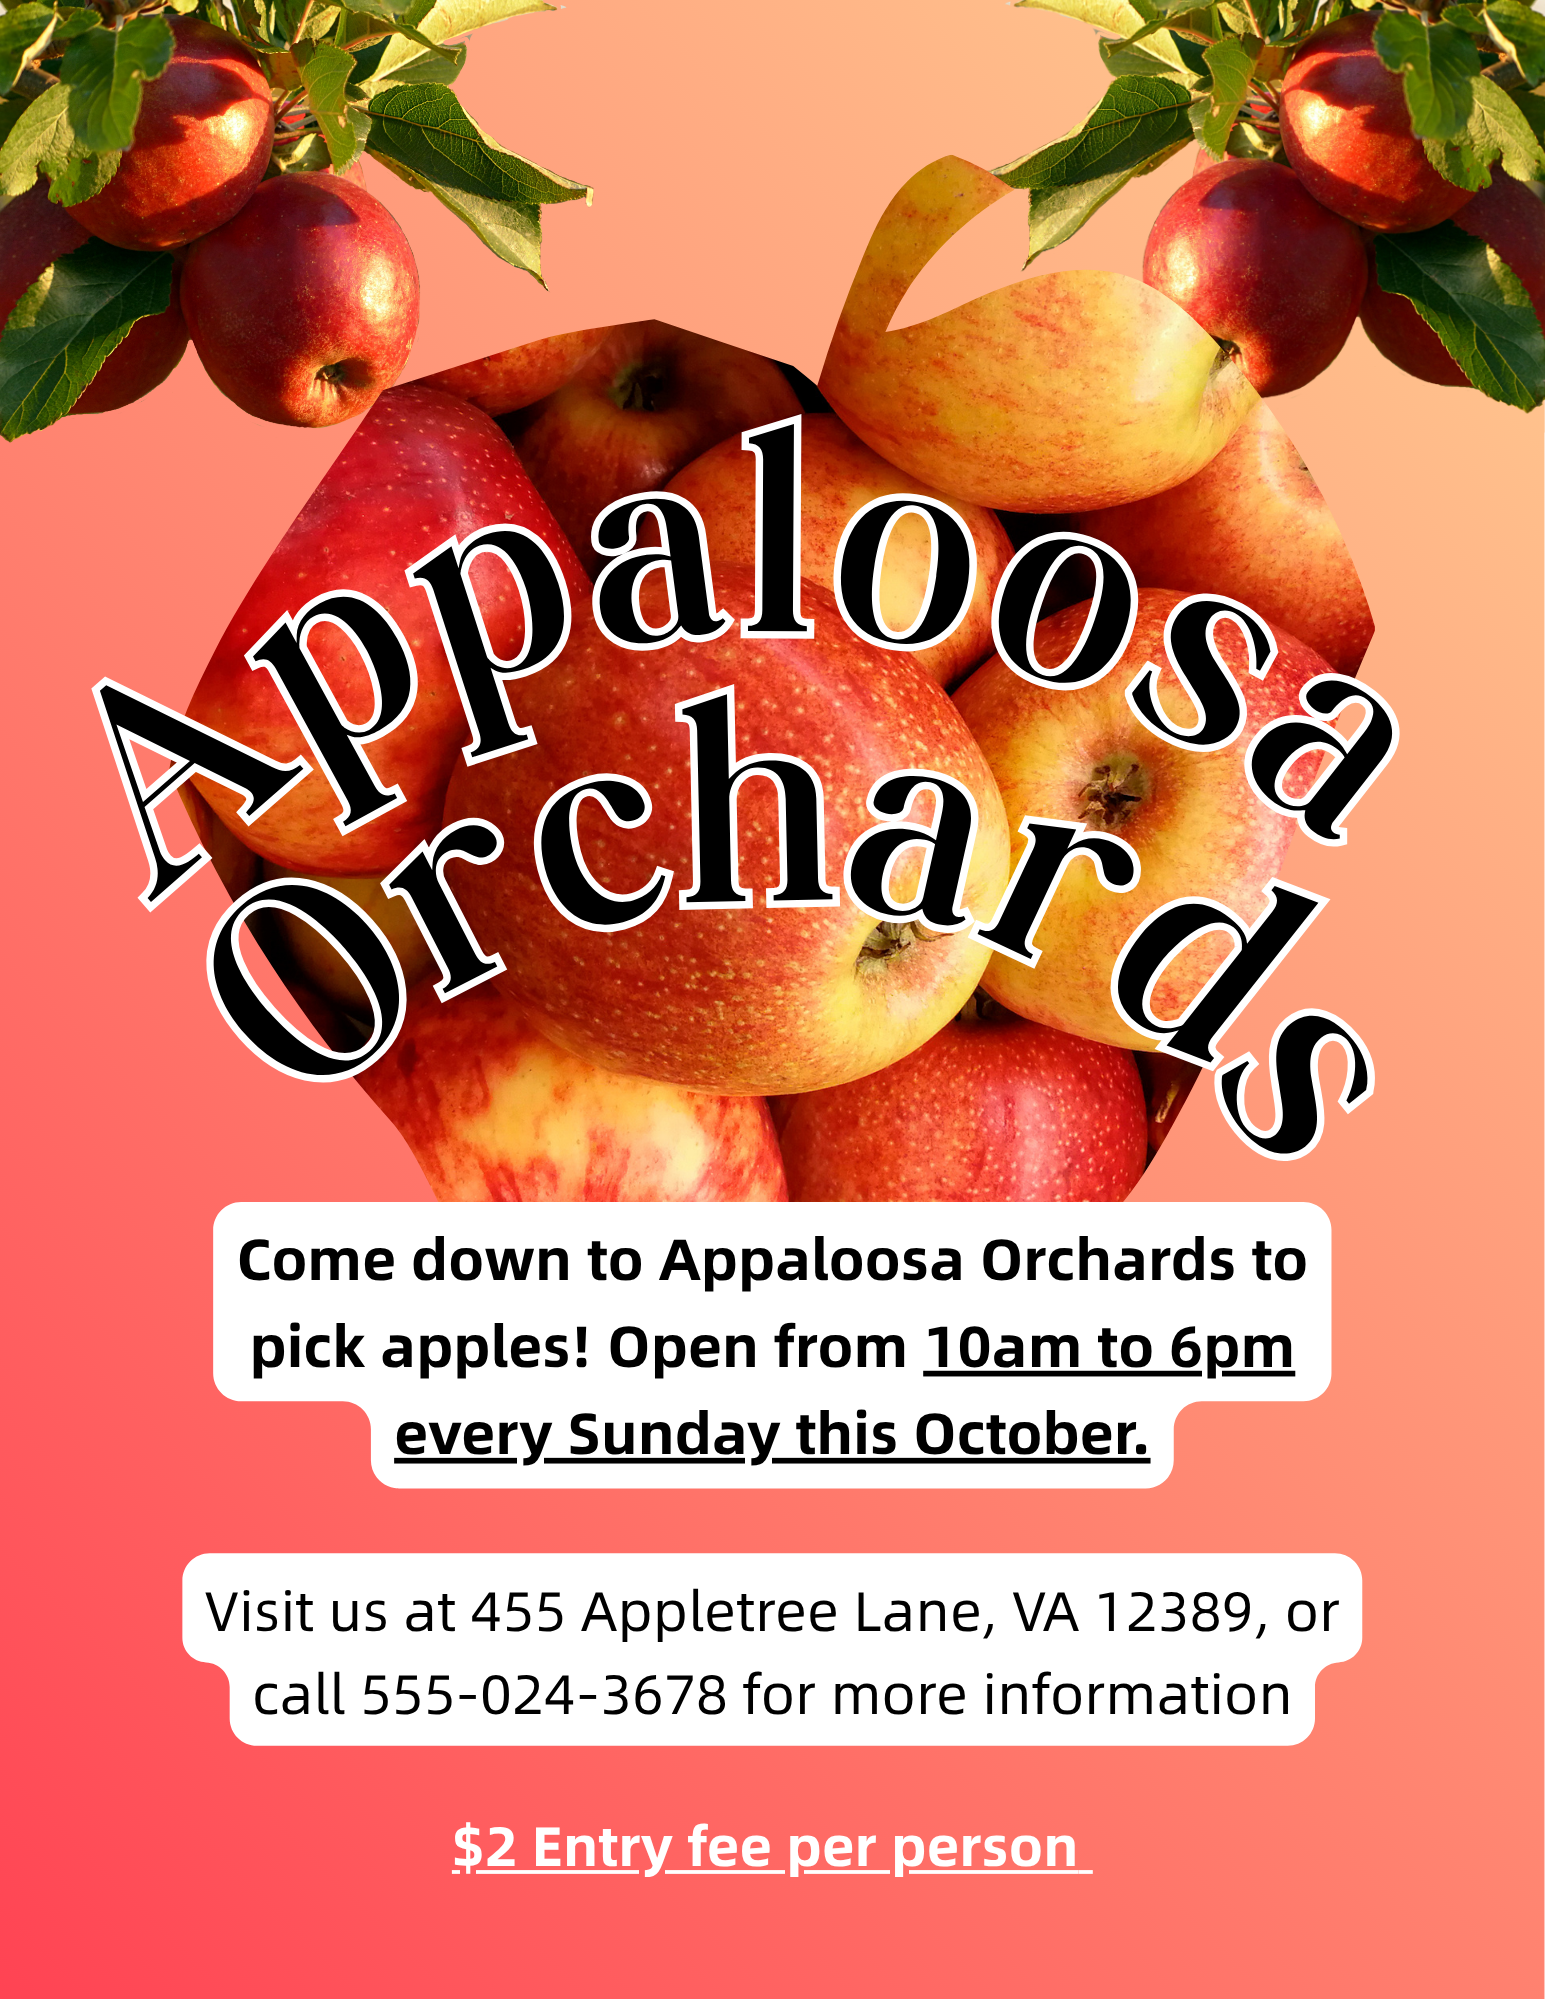 Appaloosa
Orchards
Come down to Appaloosa Orchards to
pick apples! Open from 10am to 6pm
every Sunday this October.
Visit us at 455 Appletree Lane, VA 12389, or
call 555-024-3678 for more information
$2 Entry fee per person